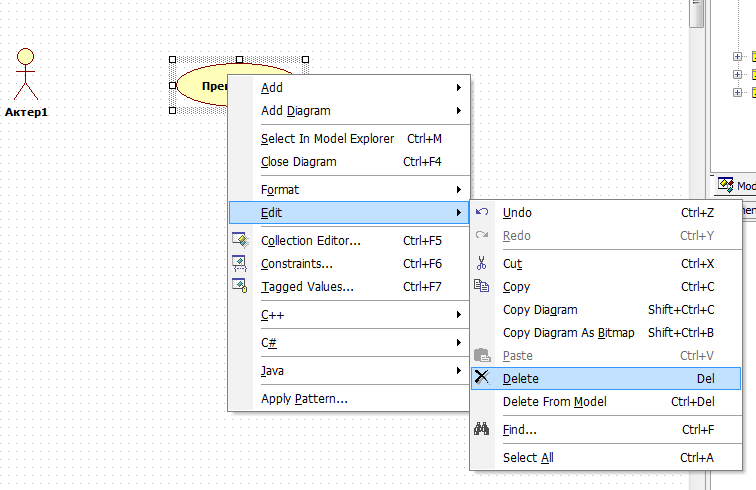 Актер1
Add
Add Diagram
Select In Model Explorer Ctrl+M
Close Diagram Ctrl+F4
Format
Edit
Collection Editor... Ctrl+F5
Constraints... Ctrl+F6
Tagged Values... Ctrl+F7
C++
C#
Java
Apply Pattern...
Undo Ctrl+Z
Redo Ctrl+Y
Cut Ctrl+X
Copy Ctrl+C
Copy Diagram Shift+Ctrl+C
Copy Diagram As Bitmap Shift+Ctrl+B
Paste Ctrl+V
Delete Del
Delete From Model Ctrl+Del
Find... Ctrl+F
Select All Ctrl+A